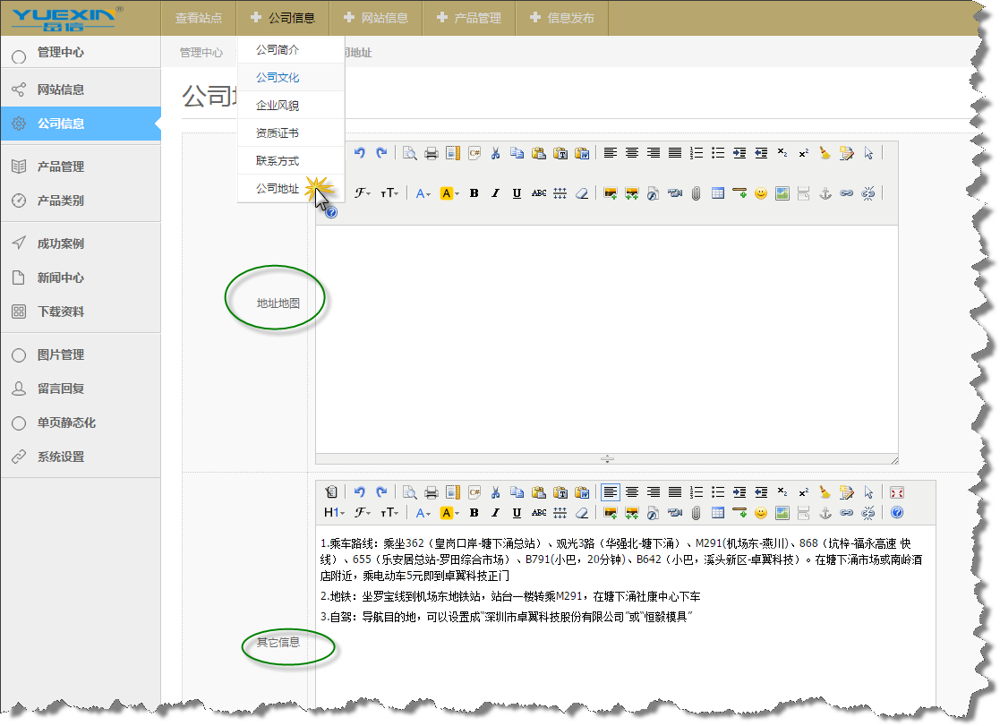 YUEXIN®
岳信
查看站点
公司信息
网站信息
产品管理
信息发布
管理中心
网站信息
公司信息
产品管理
产品类别
成功案例
新闻中心
下载资料
图片管理
留言回复
单页静态化
系统设置
管理中心
司地址
公司
公司简介
公司文化
企业风貌
资质证书
联系方式
公司地址
地址地图
H1
1.乘车路线：乘坐362（皇岗口岸-塘下涌总站）、观光3路（华强北-塘下涌）、M291(机场东-燕川)、868（坑梓-福永高速 快
线）、655（乐安居总站-罗田综合市场）、B791(小巴，20分钟)、B642（小巴，溪头新区-卓翼科技）。在塘下涌市场或南岭酒
店附近，乘电动车5元即到卓翼科技正门
2.地铁：坐罗宝线到机场东地铁站，站台一楼转乘M291，在塘下涌社康中心下车
3.自驾：导航目的地，可以设置成“深圳市卓翼科技股份有限公司”或“恒毅模具”
其它信息